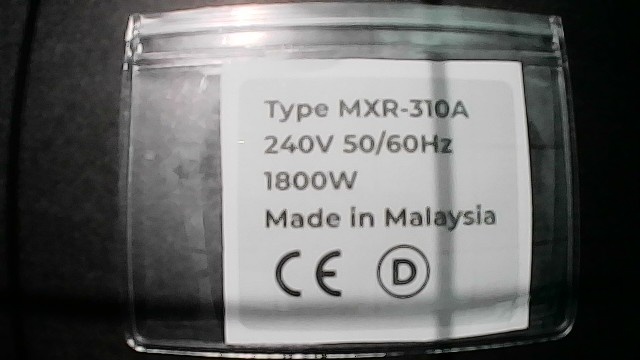 Type MXR-310A
240V 50/60Hz
1800W
Made in Malaysia
CE D